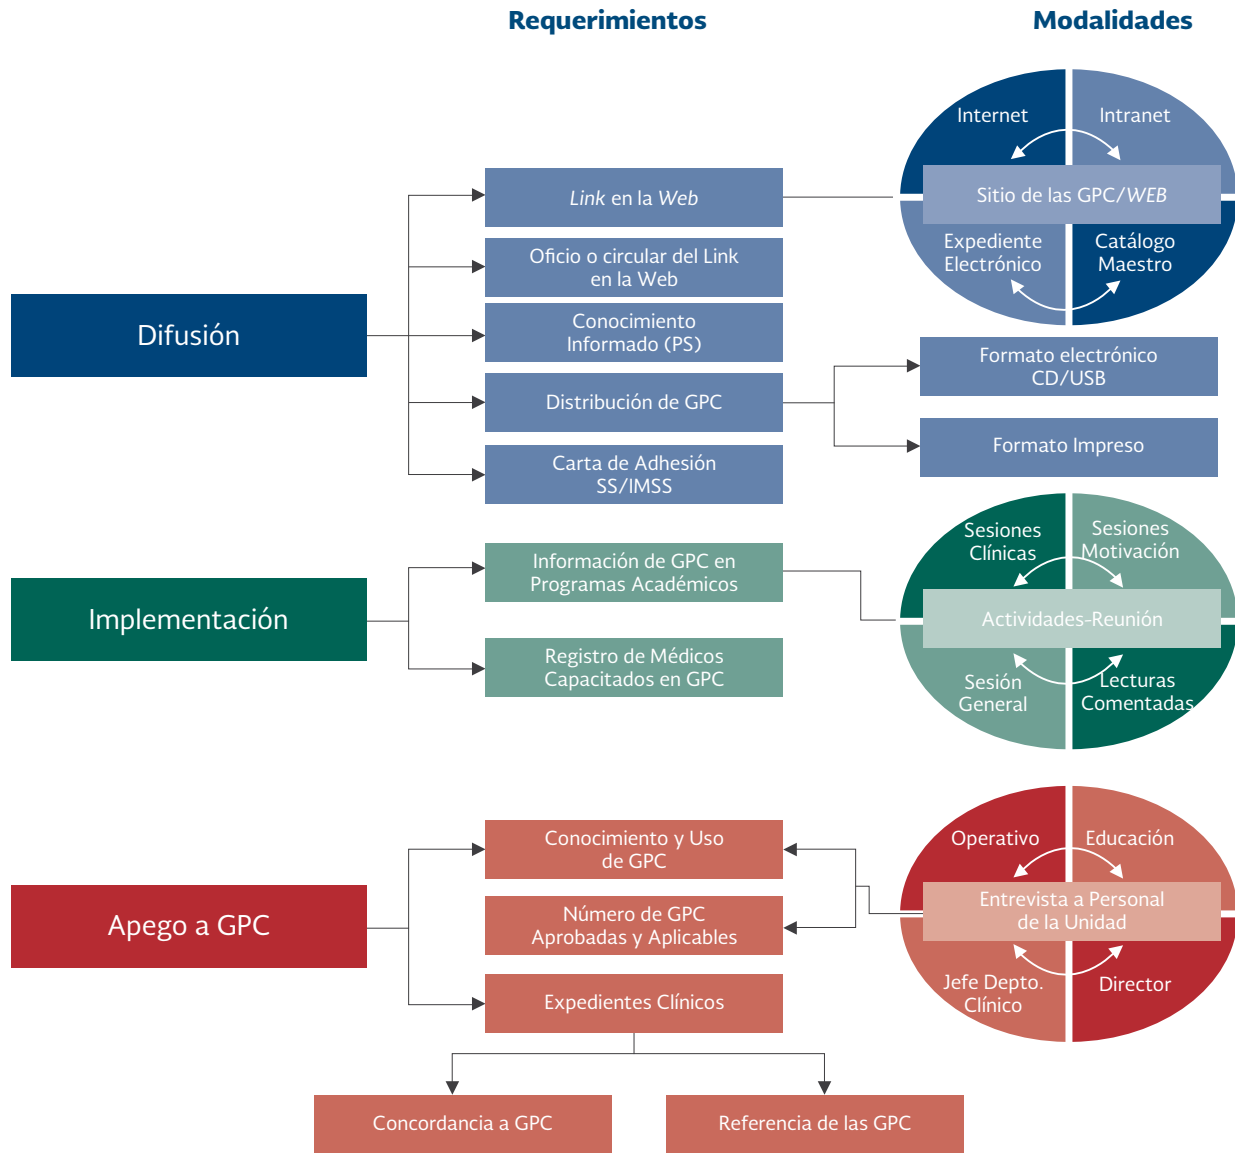 Requerimientos
Modalidades
Difusión
Link en la Web
Oficio o circular del Link
en la Web
Conocimiento
Informado (PS)
Distribución de GPC
Carta de Adhesión
SS/IMSS
Internet
Intranet
Sitio de las GPC/WEB
Expediente
Electrónico
Catálogo
Maestro
Formato electrónico
CD/USB
Formato Impreso
Implementación
Información de GPC en
Programas Académicos
Registro de Médicos
Capacitados en GPC
Sesiones
Clínicas
Sesiones
Motivación
Actividades-Reunión
Sesión
General
Lecturas
Comentadas
Apego a GPC
Conocimiento y Uso
de GPC
Número de GPC
Aprobadas y Aplicables
Expedientes Clínicos
Operativo
Educación
Entrevista a Personal
de la Unidad
Jefe Depto.
Clínico
Director
Concordancia a GPC
Referencia de las GPC